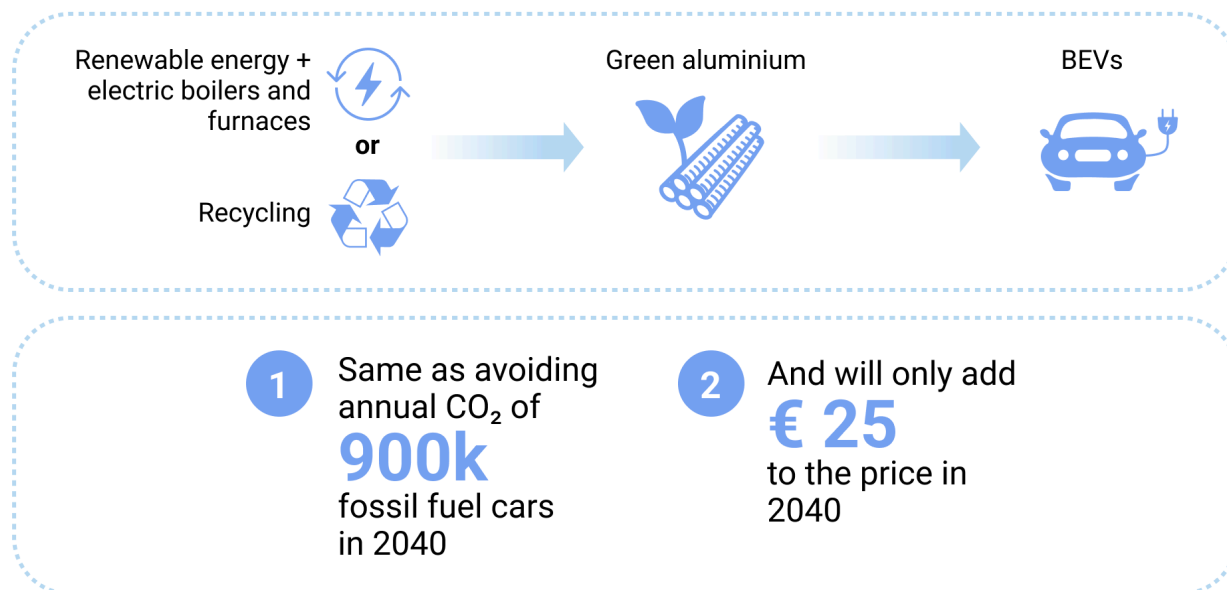 Renewable energy +
electric boilers and
furnaces
or
Recycling
Green aluminium
BEVs
1
Same as avoiding
annual CO₂ of
900k
fossil fuel cars
in 2040
2
And will only add
€ 25
to the price in
2040